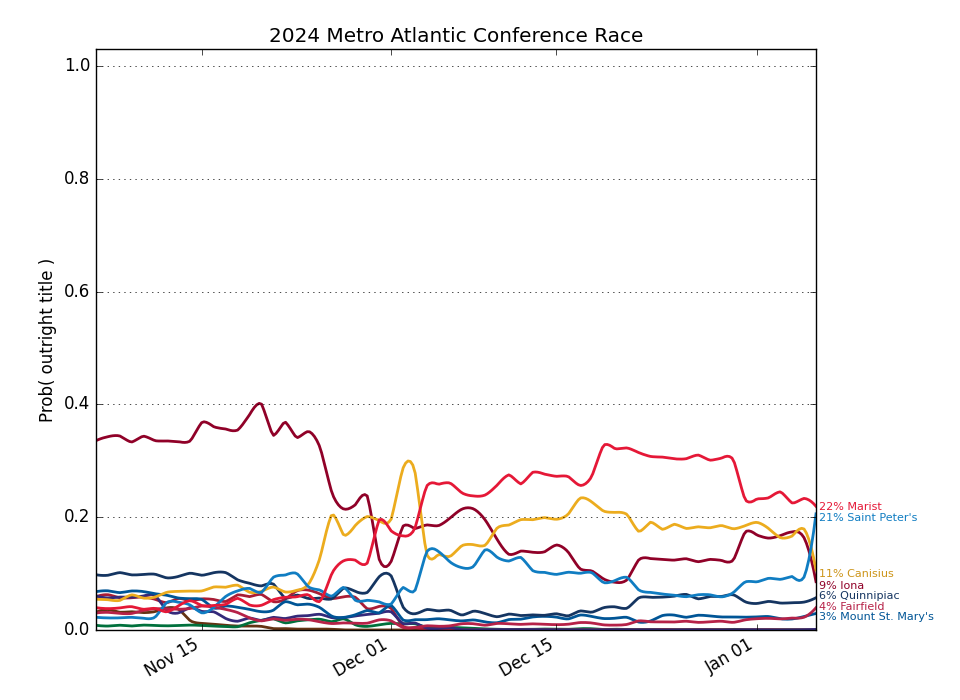 2024 Metro Atlantic Conference Race
1.0
0.8
0.6
0.4
0.2
0.0
Prob( outright title )
22% Marist
21% Saint Peter's
11% Canisius
9% Iona
6% Quinnipiac
4% Fairfield
3% Mount St. Mary's
Nov 15
Dec 01
Dec 15
Jan 01